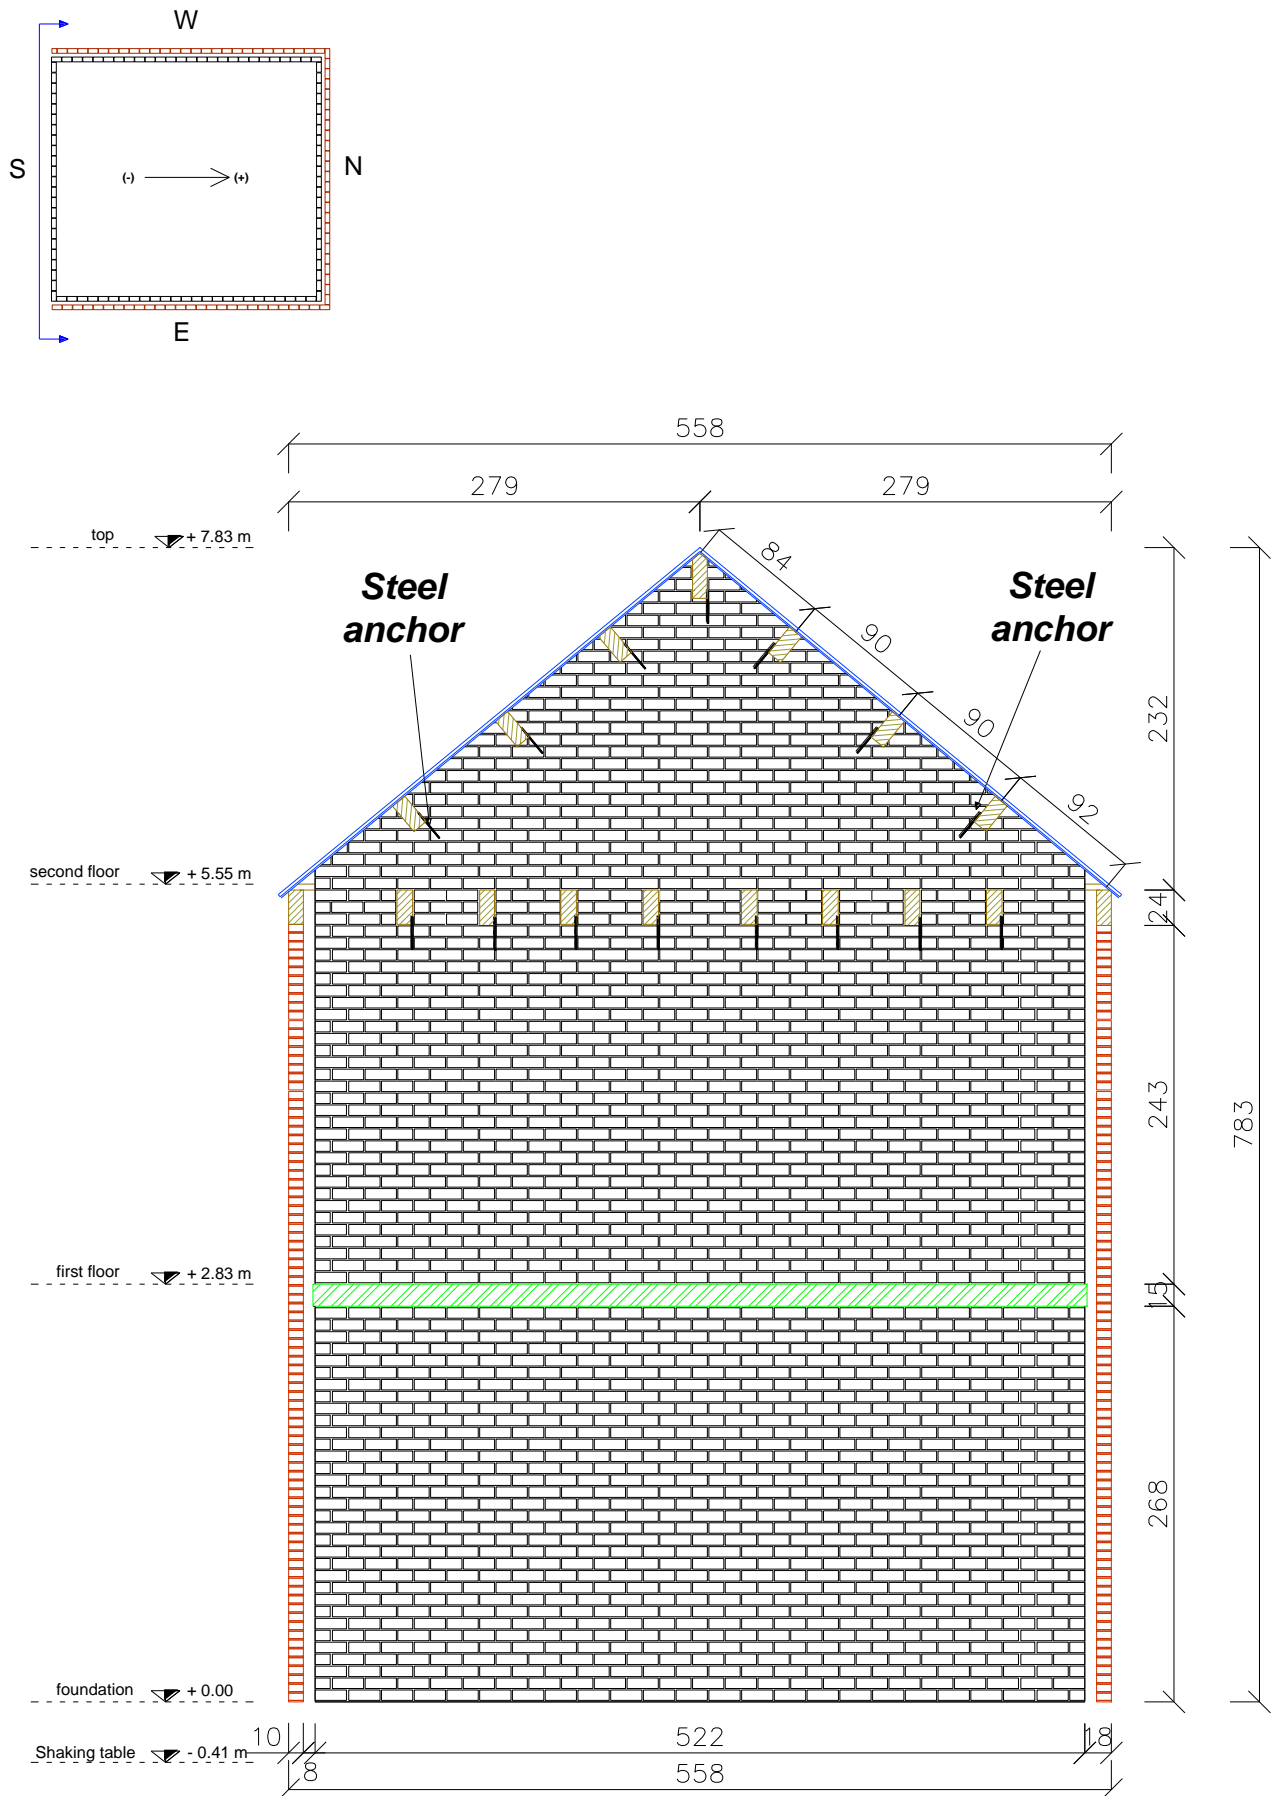 W
S
N
(-)
(+)
E
558
279
279
top
+ 7.83 m
84
Steel
anchor
Steel
anchor
90
90
232
92
second floor
+ 5.55 m
24
243
783
first floor
+ 2.83 m
15
268
foundation
+ 0.00
10
522
18
Shaking table
- 0.41 m
8
558